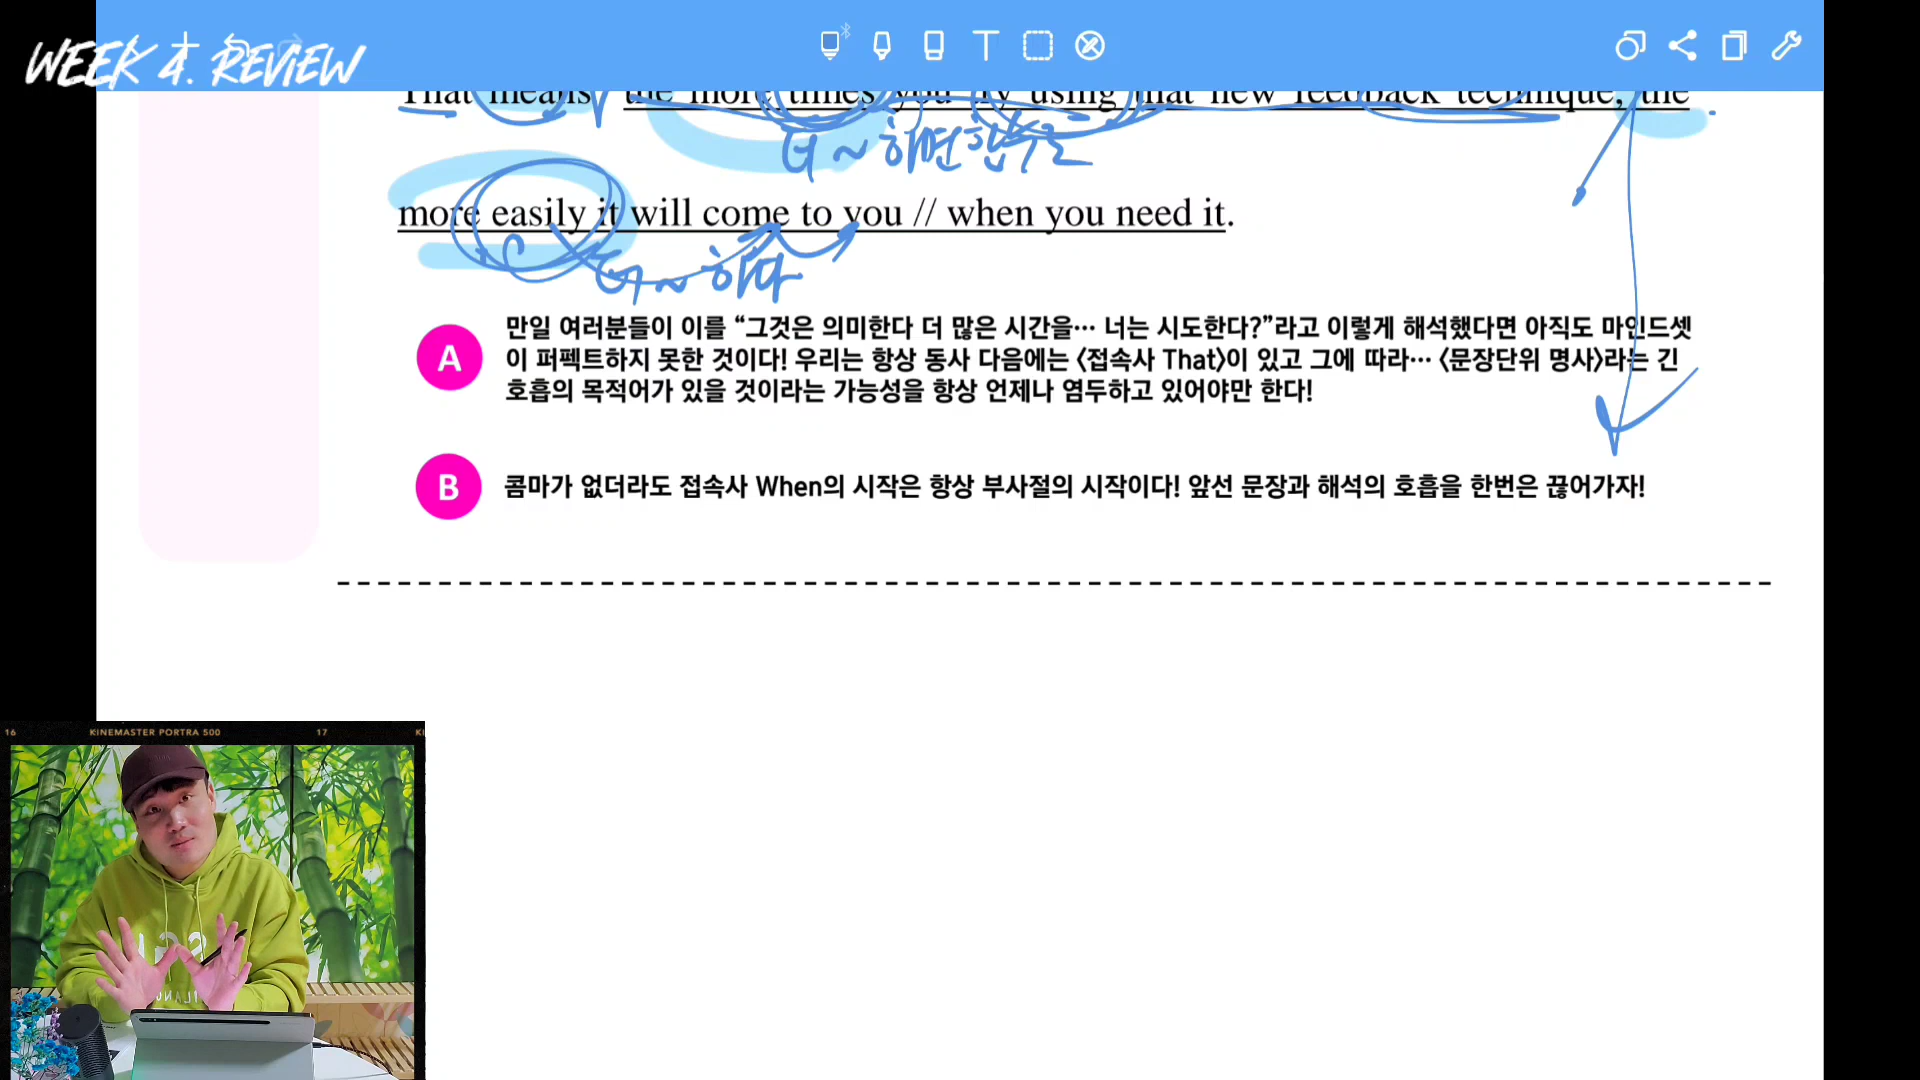 WEEK 4. REVIEW
That means the more times you try using that new feedback technique, the
더 ~ 하면 할수록
more easily it will come to you // when you need it.
더 ~ 하다
A
만일 여러분들이 이를 “그것은 의미한다 더 많은 시간을… 너는 시도한다?”라고 이렇게 해석했다면 아직도 마인드셋
이 퍼펙트하지 못한 것이다! 우리는 항상 동사 다음에는 〈접속사 That〉이 있고 그에 따라… 〈문장단위 명사〉라는 긴
호흡의 목적어가 있을 것이라는 가능성을 항상 언제나 염두하고 있어야만 한다!
B
콤마가 없더라도 접속사 When의 시작은 항상 부사절의 시작이다! 앞선 문장과 해석의 호흡을 한번은 끊어가자!
16 KINEMASTER PORTRA 500 17 KI